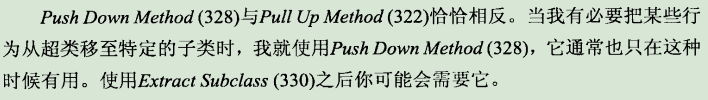 Push Down Method (328)与Pull Up Method (322)恰恰相反。当我有必要把某些行
为从超类移至特定的子类时，我就使用Push Down Method (328)，它通常也只在这种
时候有用。使用Extract Subclass (330)之后你可能会需要它。